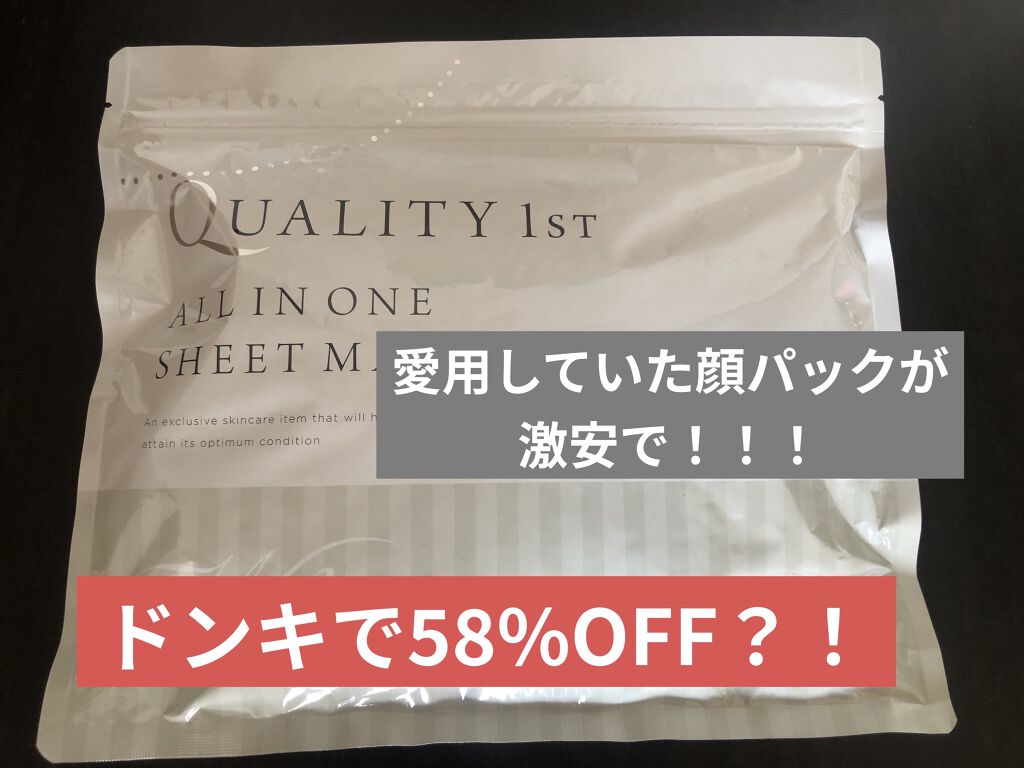 QUALITY 1ST
ALL IN ONE
SHEET M
愛用していた顔パックが
激安で！！！
An exclusive skincare item that will h
attain its optimum condition
ドンキで58%OFF？！